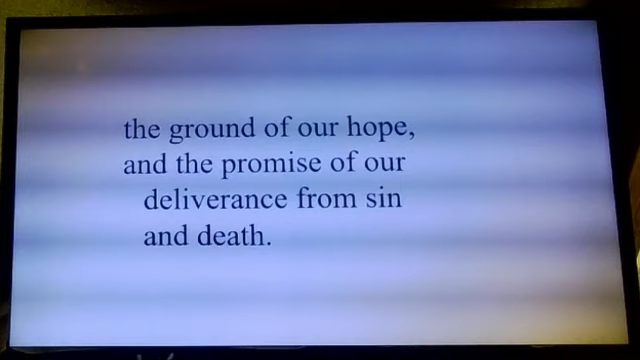 the ground of our hope,
and the promise of our
deliverance from sin
and death.